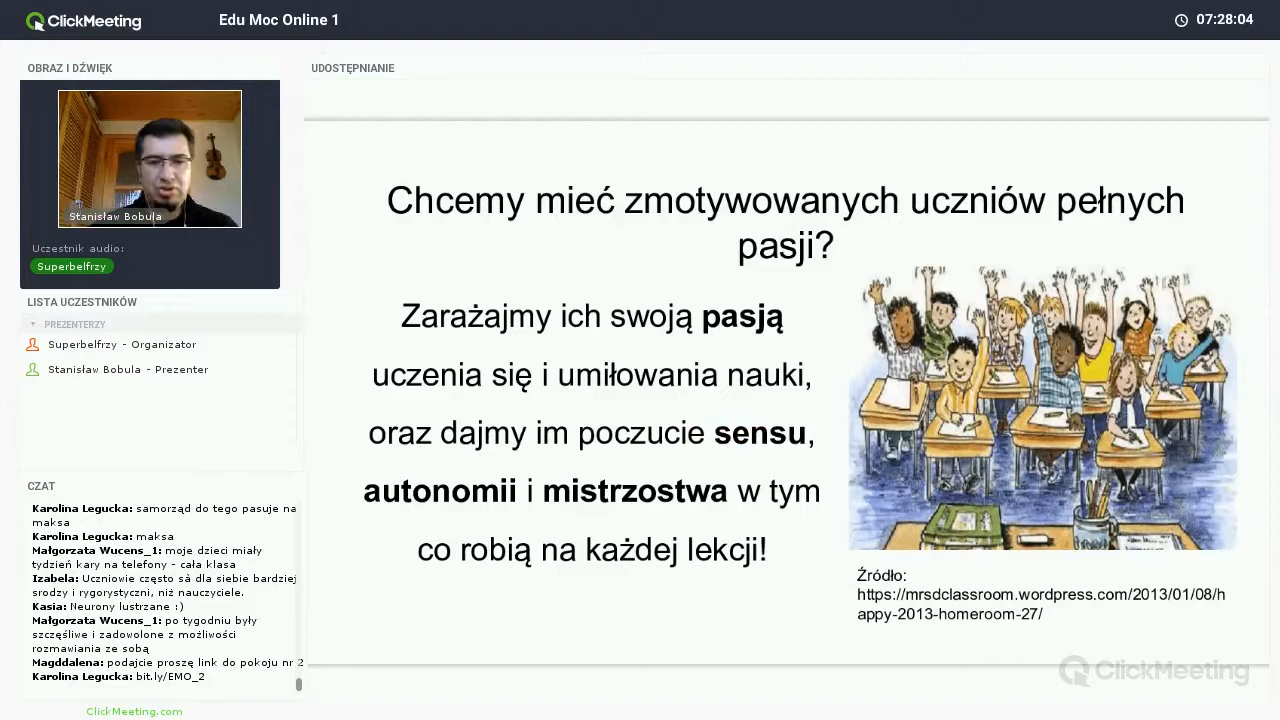 ClickMeeting
Edu Moc Online 1
07:28:04
OBRAZ I DŹWIĘK
Stanisław Bobula
Uczestnik audio:
Superbelfrzy
LISTA UCZESTNIKÓW
PREZENTERZY
Superbelfrzy - Organizator
Stanisław Bobula - Prezenter
CZAT
Karolina Legucka: samorząd do tego pasuje na
maksa
Karolina Legucka: maksa
Małgorzata Wucens_1: moje dzieci miały
tydzień kary na telefony - cała klasa
Izabela: Uczniowie często sà dla siebie bardziej
srodzy i rygorystyczni, niż nauczyciele.
Kasia: Neurony lustrzane :)
Małgorzata Wucens_1: po tygodniu były
szczęśliwe i zadowolone z możliwości
rozmawiania ze sobą
Magddalena: podajcie proszę link do pokoju nr 2
Karolina Legucka: bit.ly/EMO_2
ClickMeeting.com
UDOSTĘPNIANIE
Chcemy mieć zmotywowanych uczniów pełnych
pasji?
Zarażajmy ich swoją pasją
uczenia się i umiłowania nauki,
oraz dajmy im poczucie sensu,
autonomii i mistrzostwa w tym
co robią na każdej lekcji!
Źródło:
https://mrsdclassroom.wordpress.com/2013/01/08/h
appy-2013-homeroom-27/
ClickMeeting